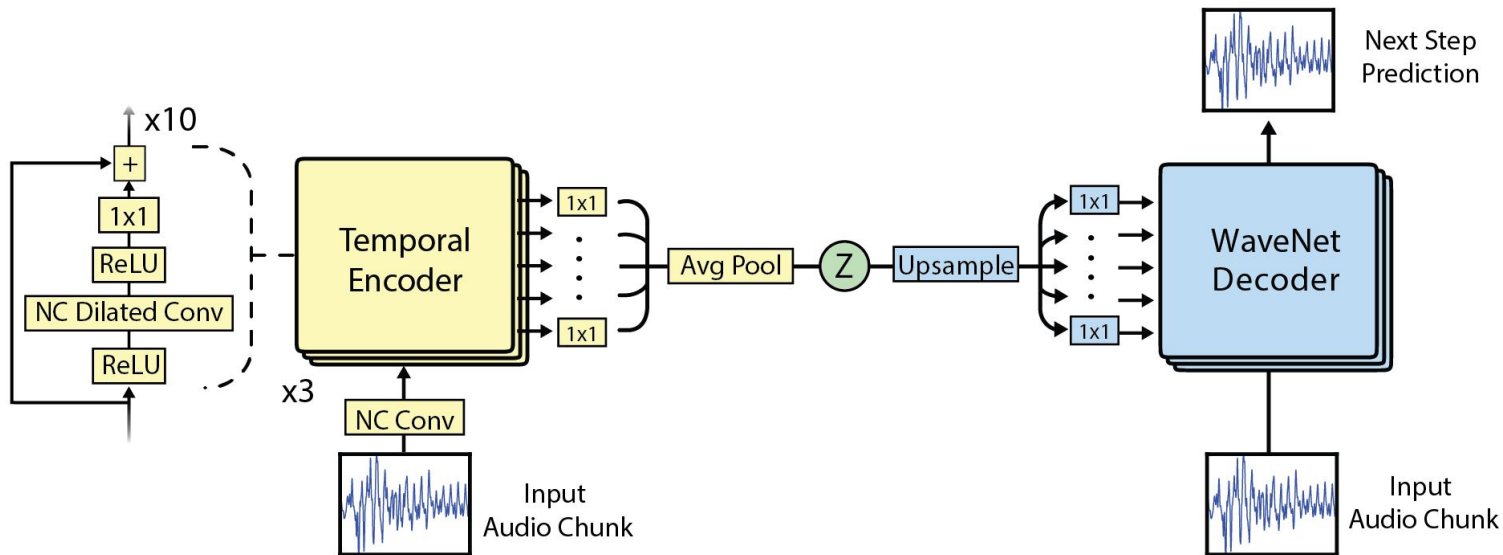 Next Step
Prediction
x10
+
1x1
ReLU
NC Dilated Conv
ReLU
Temporal
Encoder
x3
NC Conv
Input
Audio Chunk
1x1
1x1
Avg Pool
Z
Upsample
1x1
1x1
WaveNet
Decoder
Input
Audio Chunk